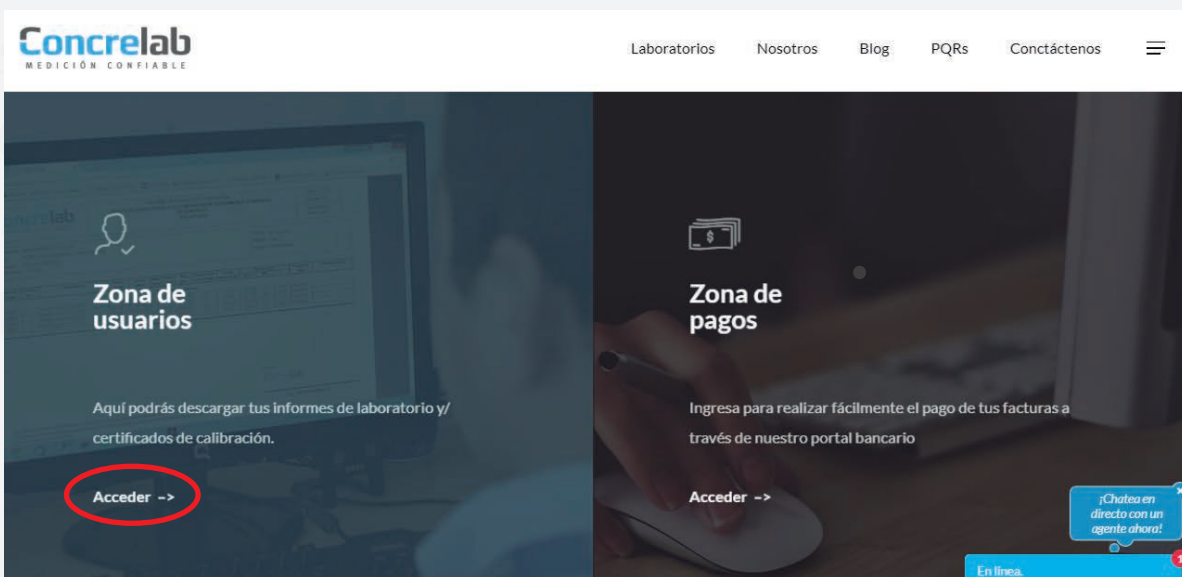 Concrelab
MEDICIÓN CONFIABLE
Laboratorios Nosotros Blog PQRs Conctáctenos
Zona de
usuarios
Aquí podrás descargar tus informes de laboratorio y/
certificados de calibración.
Acceder ->
$
Zona de
pagos
Ingresa para realizar fácilmente el pago de tus facturas a
través de nuestro portal bancario
Acceder ->
¡Chatea en
directo con un
agente ahora!
En línea.
1